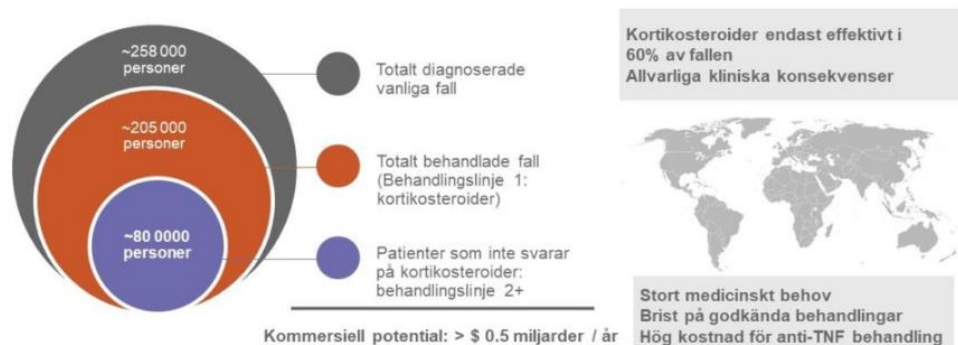 ~258 000
personer
~205 000
personer
~80 0000
personer
Totalt diagnoserade
vanliga fall
Totalt behandlade fall
(Behandlingslinje 1:
kortikosteroider)
Patienter som inte svarar
på kortikosteroider:
behandlingslinje 2+
Kommersiell potential: > $ 0.5 miljarder / år
Kortikosteroider endast effektivt i
60% av fallen
Allvarliga kliniska konsekvenser
Stort medicinskt behov
Brist på godkända behandlingar
Hög kostnad för anti-TNF behandling